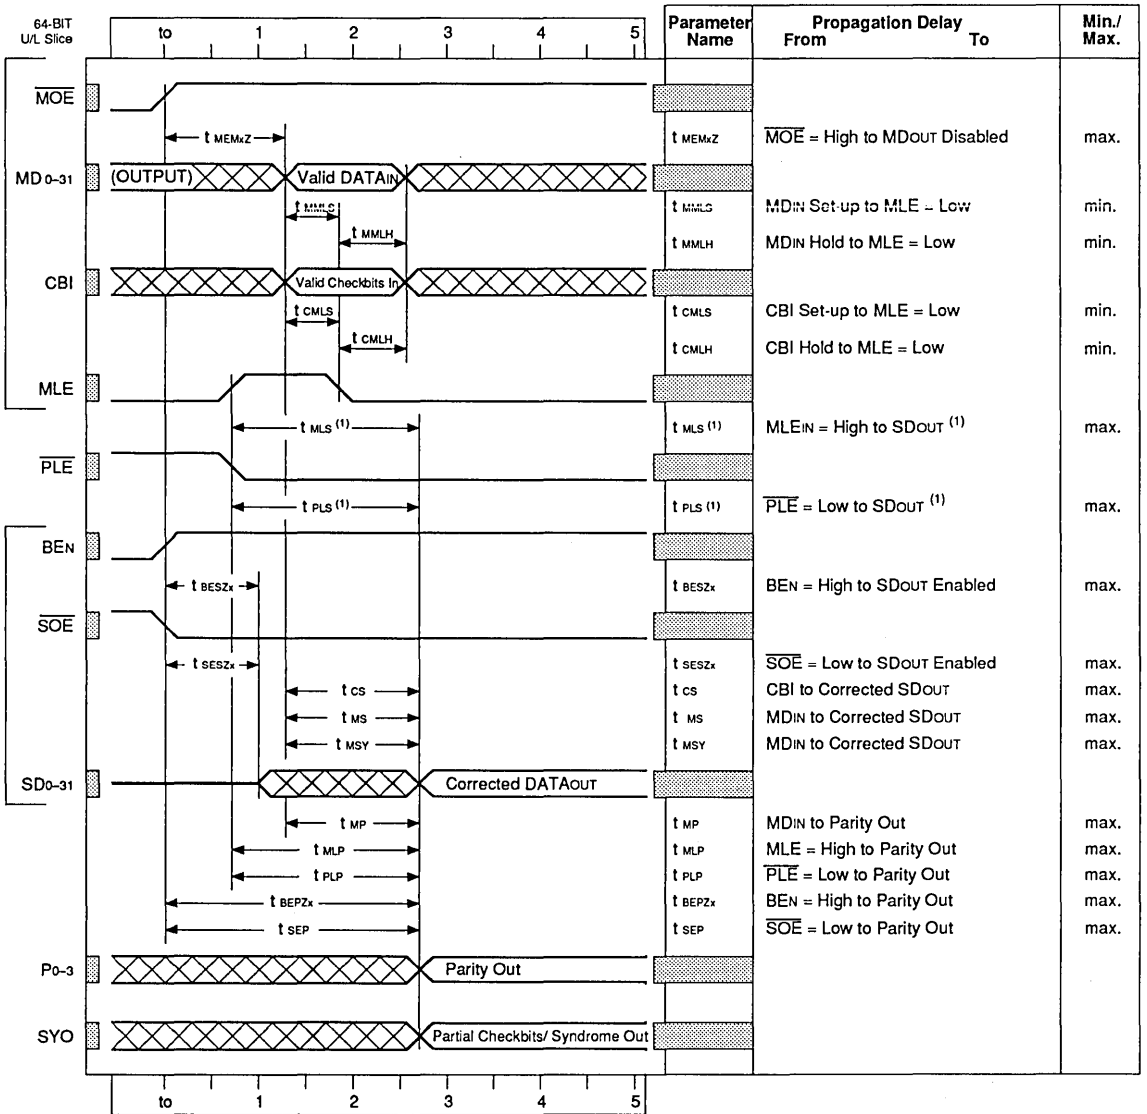 64-BIT
U/L Slice
to 1 2 3 4 5
Parameter Name
Propagation Delay
From To
Min./ Max.
MOE
t MEMxZ
t MEMxZ MOE = High to MDOUT Disabled max.
MD 0–31 (OUTPUT) Valid DATAIN
t MMLS
t MMLS MDIN Set-up to MLE = Low min.
t MMLH
t MMLH MDIN Hold to MLE = Low min.
CBI Valid Checkbits In
t CMLS
t CMLS CBI Set-up to MLE = Low min.
t CMLH
t CMLH CBI Hold to MLE = Low min.
MLE
t MLS (1)
t MLS (1) MLEIN = High to SDOUT (1) max.
PLE
t PLS (1)
t PLS (1) PLE = Low to SDOUT (1) max.
BEN
t BESZx
t BESZx BEN = High to SDOUT Enabled max.
SOE
t SESZx
t SESZx SOE = Low to SDOUT Enabled max.
t CS
t CS CBI to Corrected SDOUT max.
t MS
t MS MDIN to Corrected SDOUT max.
t MSY
t MSY MDIN to Corrected SDOUT max.
SD0–31 Corrected DATAOUT
t MP
t MP MDIN to Parity Out max.
t MLP
t MLP MLE = High to Parity Out max.
t PLP
t PLP PLE = Low to Parity Out max.
t BEPZx
t BEPZx BEN = High to Parity Out max.
t SEP
t SEP SOE = Low to Parity Out max.
P0–3 Parity Out
SYO Partial Checkbits/ Syndrome Out
to 1 2 3 4 5